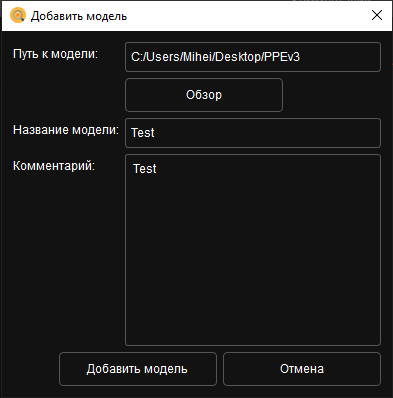 Добавить модель
Путь к модели:
C:/Users/Mihei/Desktop/PPEv3
Обзор
Название модели:
Test
Комментарий:
Test
Добавить модель
Отмена